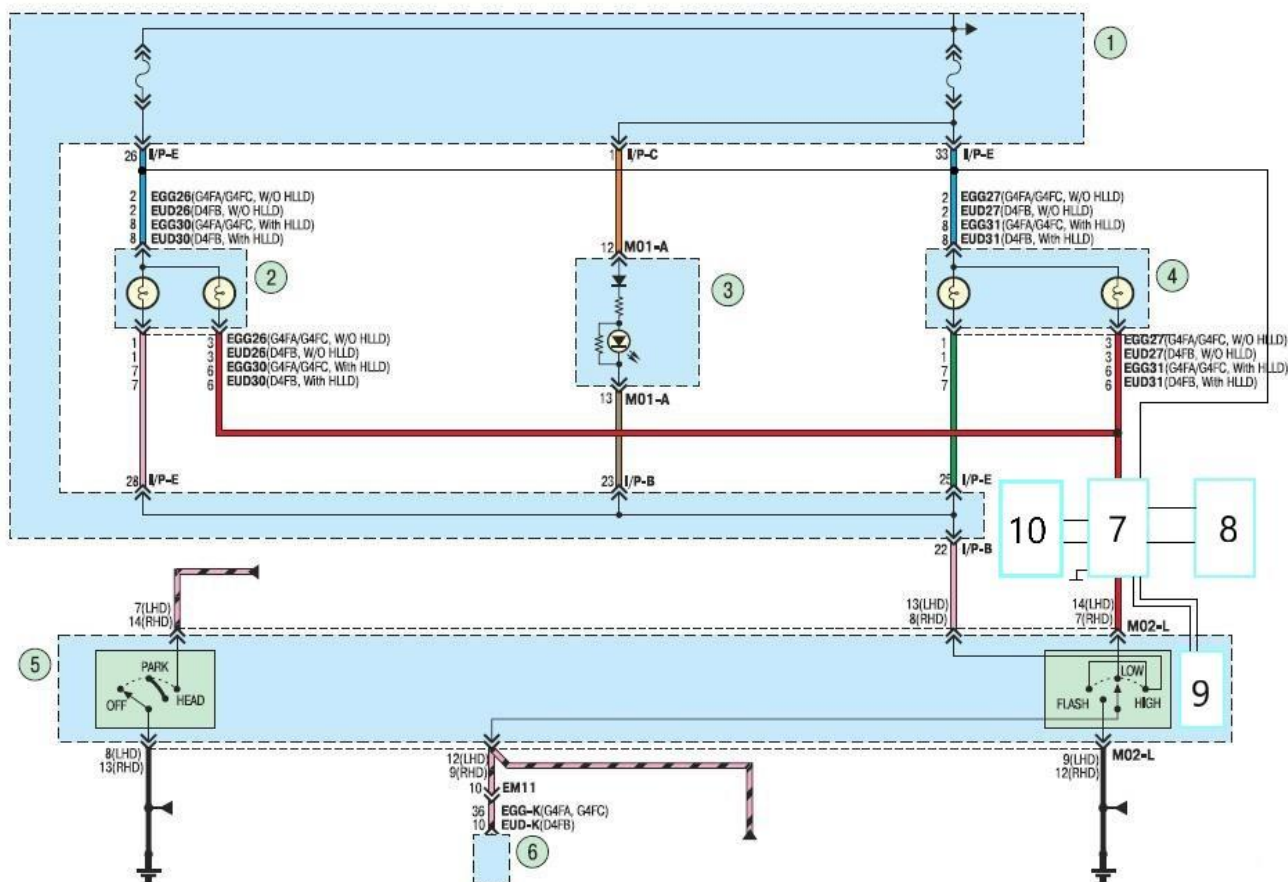 1
26 I/P-E
1 I/P-C
33 I/P-E
2 EGG26(G4FA/G4FC, W/O HLLD)
2 EUD26(D4FB, W/O HLLD)
8 EGG30(G4FA/G4FC, With HLLD)
8 EUD30(D4FB, With HLLD)
2 EGG27(G4FA/G4FC, W/O HLLD)
2 EUD27(D4FB, W/O HLLD)
8 EGG31(G4FA/G4FC, With HLLD)
8 EUD31(D4FB, With HLLD)
12 M01-A
2
3
4
1
1
7
7
3 EGG26(G4FA/G4FC, W/O HLLD)
3 EUD26(D4FB, W/O HLLD)
6 EGG30(G4FA/G4FC, With HLLD)
6 EUD30(D4FB, With HLLD)
13 M01-A
1
1
7
7
3 EGG27(G4FA/G4FC, W/O HLLD)
3 EUD27(D4FB, W/O HLLD)
6 EGG31(G4FA/G4FC, With HLLD)
6 EUD31(D4FB, With HLLD)
28 I/P-E
23 I/P-B
25 I/P-E
10
7
8
22 I/P-B
7(LHD)
14(RHD)
13(LHD)
8(RHD)
14(LHD)
7(RHD)
M02-L
5
PARK
OFF
HEAD
LOW
FLASH
HIGH
9
8(LHD)
13(RHD)
12(LHD)
9(RHD)
9(LHD)
12(RHD)
M02-L
10 EM11
36 EGG-K(G4FA, G4FC)
10 EUD-K(D4FB)
6